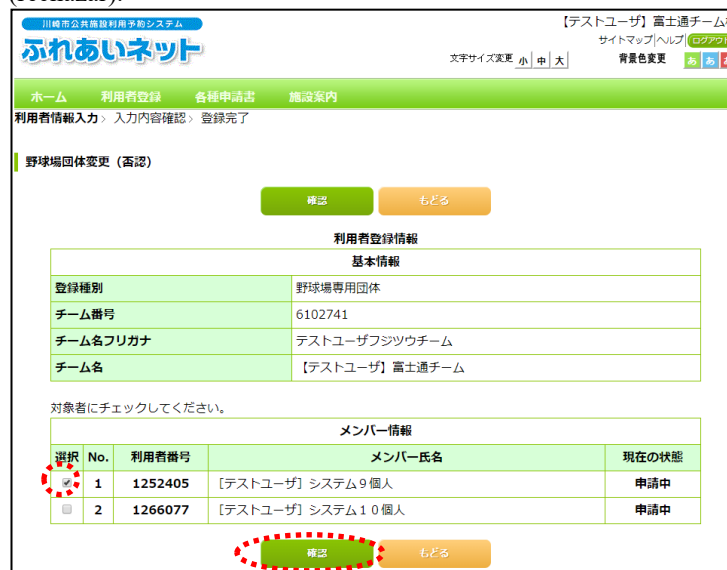 川崎市公共施設利用予約システム
ふれあいネット
【テストユーザ】富士通チーム
サイトマップ|ヘルプ| ログアウト
文字サイズ変更 小 中 大 背景色変更 あ あ あ
ホーム 利用者登録 各種申請書 施設案内
利用者情報入力> 入力内容確認> 登録完了
野球場団体変更（否認）
確認 もどる
利用者登録情報
基本情報
登録種別 野球場専用団体
チーム番号 6102741
チーム名フリガナ テストユーザフジツウチーム
チーム名 【テストユーザ】富士通チーム
対象者にチェックしてください。
メンバー情報
選択 No. 利用者番号 メンバー氏名 現在の状態
1 1252405 ［テストユーザ］システム９個人 申請中
2 1266077 ［テストユーザ］システム１０個人 申請中
確認 もどる